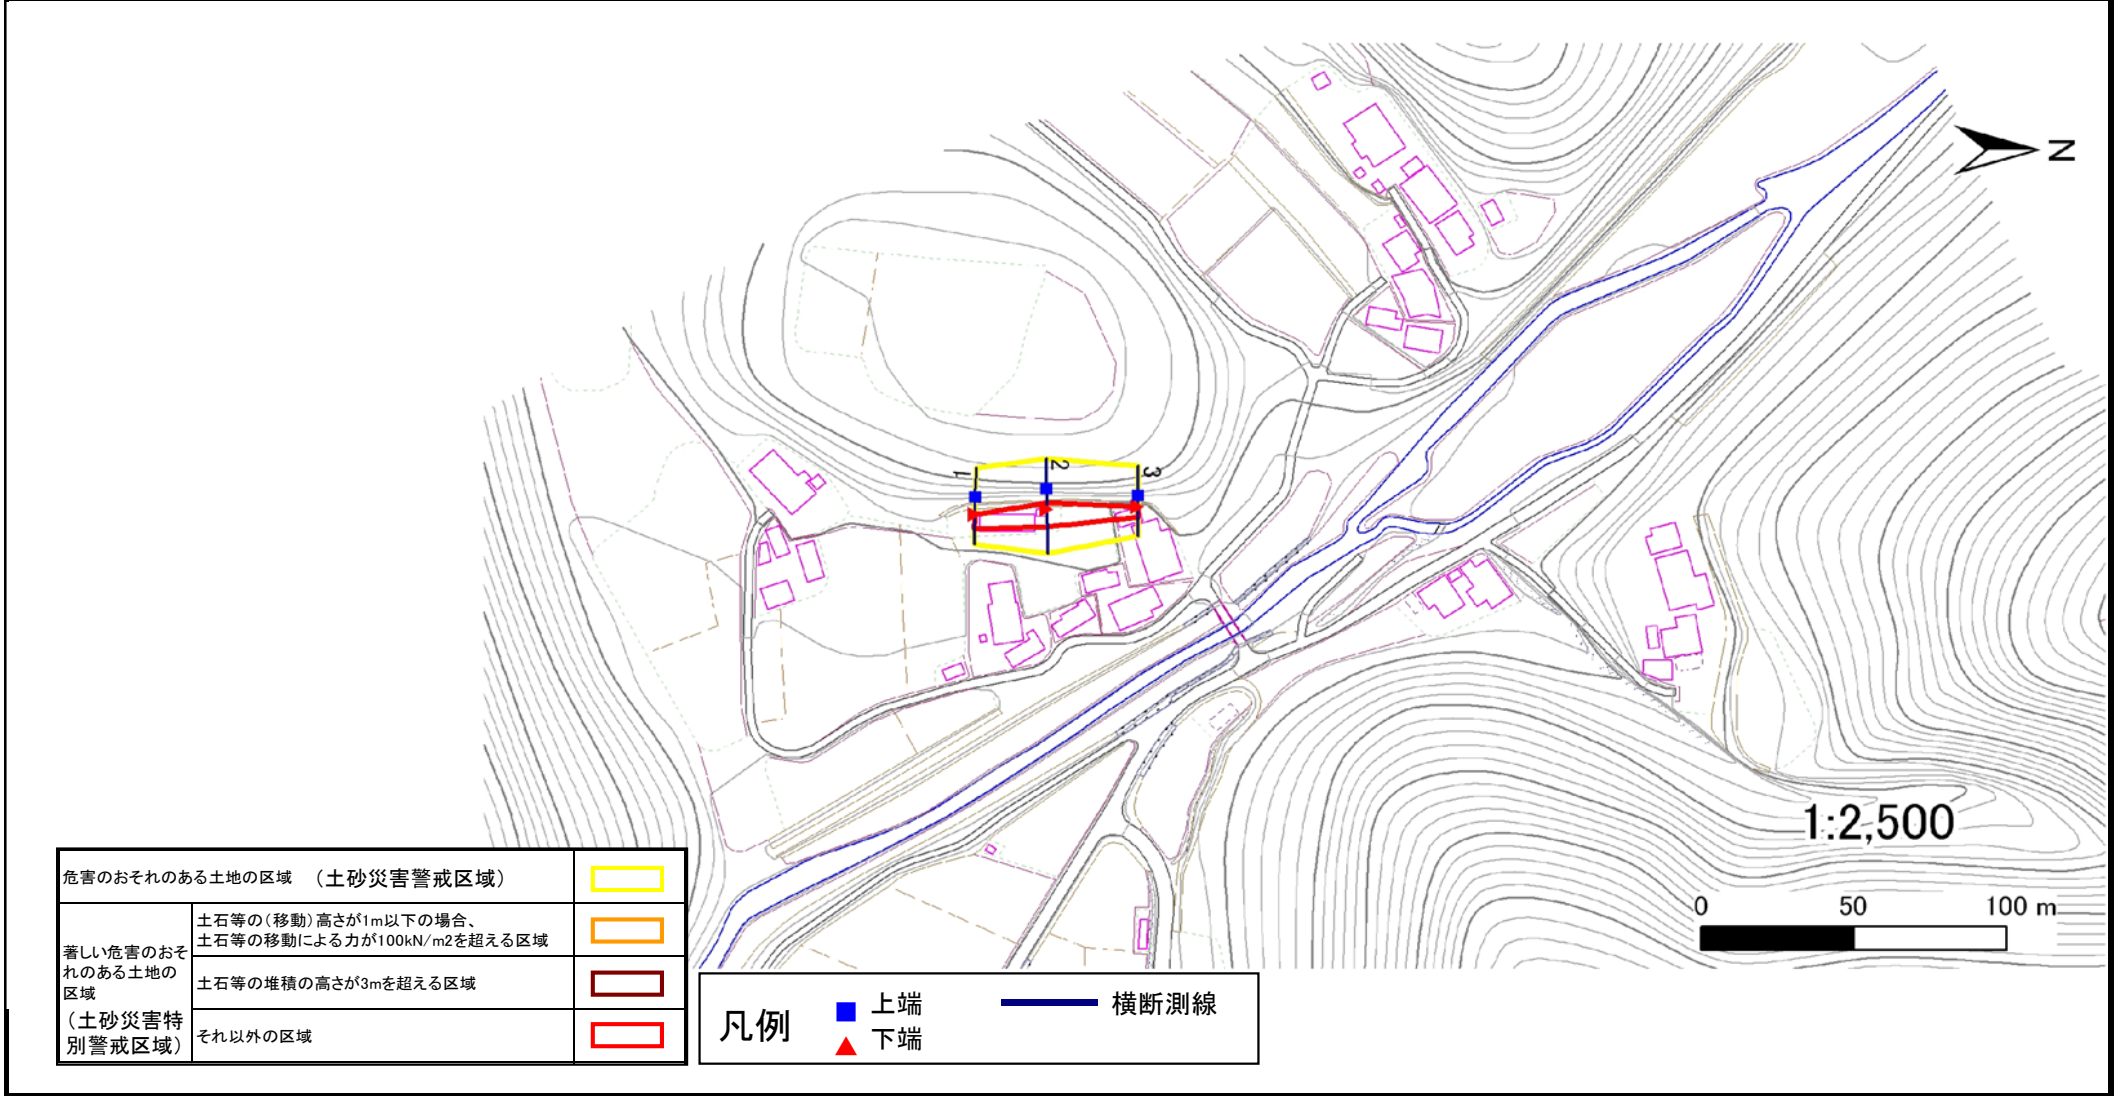 N
1
2
3
1:2,500
0 50 100 m
危害のおそれのある土地の区域 （土砂災害警戒区域）
著しい危害のおそ
れのある土地の
区域
（土砂災害特
別警戒区域）
土石等の（移動）高さが1m以下の場合、
土石等の移動による力が100kN/m2を超える区域
土石等の堆積の高さが3mを超える区域
それ以外の区域
凡例
上端
下端
横断測線